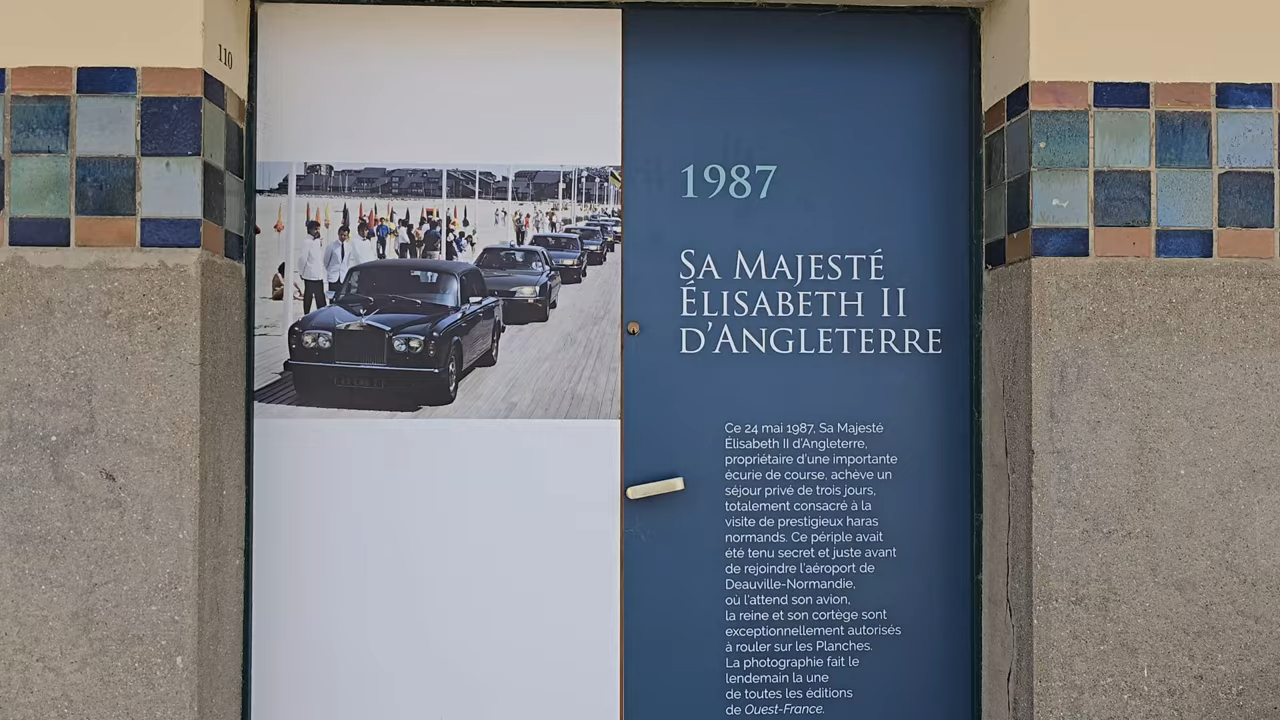 110
1987
Sa Majesté
Élisabeth II
d'Angleterre
Ce 24 mai 1987, Sa Majesté
Élisabeth II d'Angleterre,
propriétaire d'une importante
écurie de course, achève un
séjour privé de trois jours,
totalement consacré à la
visite de prestigieux haras
normands. Ce périple avait
été tenu secret et juste avant
de rejoindre l'aéroport de
Deauville-Normandie,
où l'attend son avion,
la reine et son cortège sont
exceptionnellement autorisés
à rouler sur les Planches.
La photographie fait le
lendemain la une
de toutes les éditions
de Ouest-France.